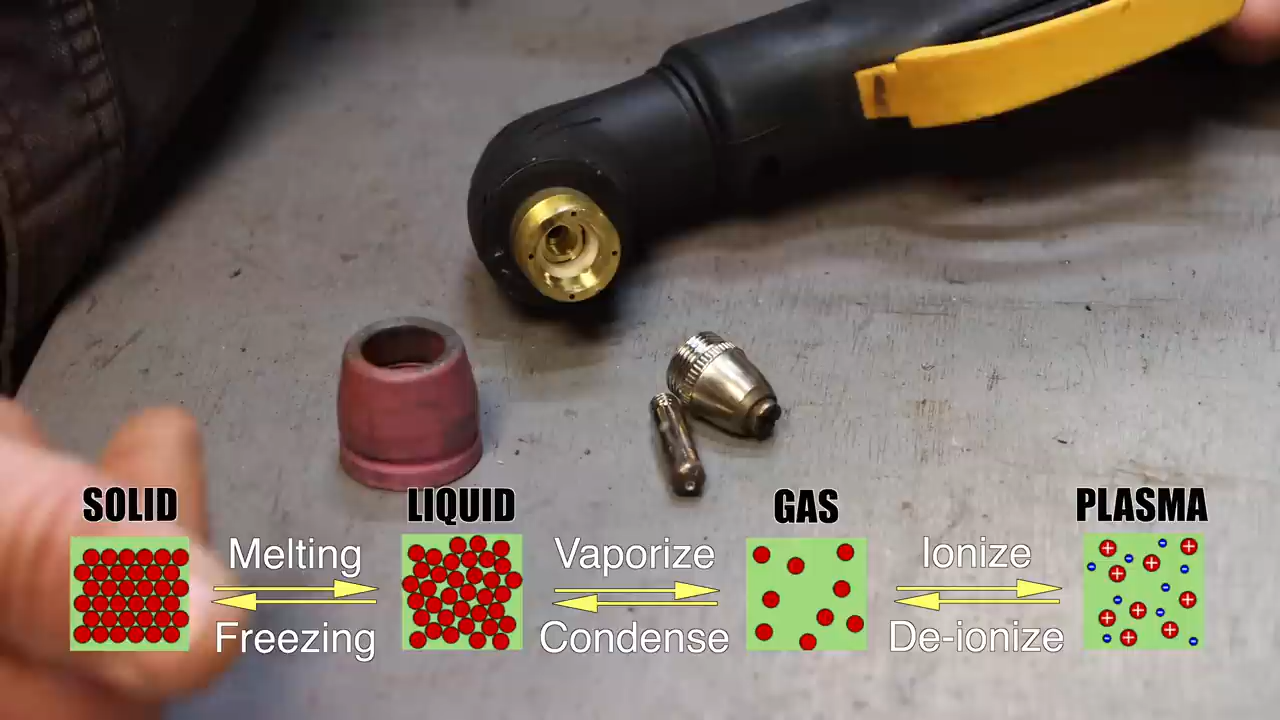 SOLID
LIQUID
GAS
PLASMA
Melting
Vaporize
Ionize
Freezing
Condense
De-ionize